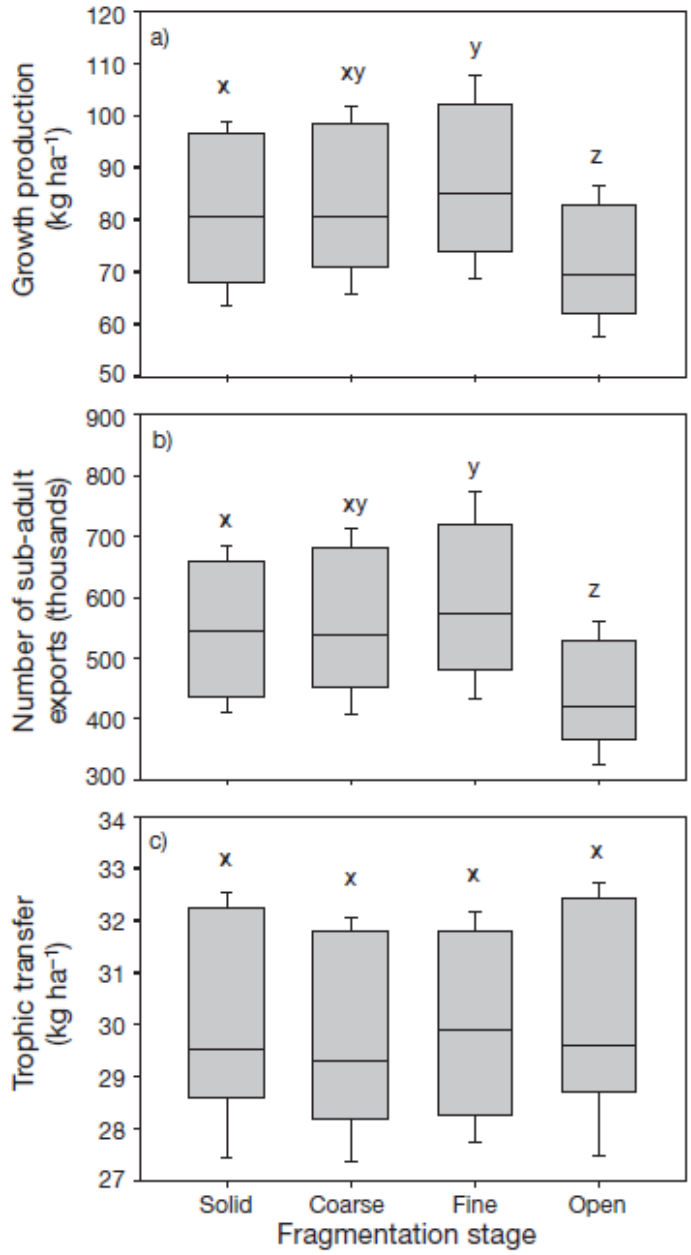 Growth production
(kg ha⁻¹)
a)
120
110
100
90
80
70
60
50
x
xy
y
z
Number of sub-adult
exports (thousands)
b)
900
800
700
600
500
400
300
x
xy
y
z
Trophic transfer
(kg ha⁻¹)
c)
34
33
32
31
30
29
28
27
x
x
x
x
Solid Coarse Fine Open
Fragmentation stage